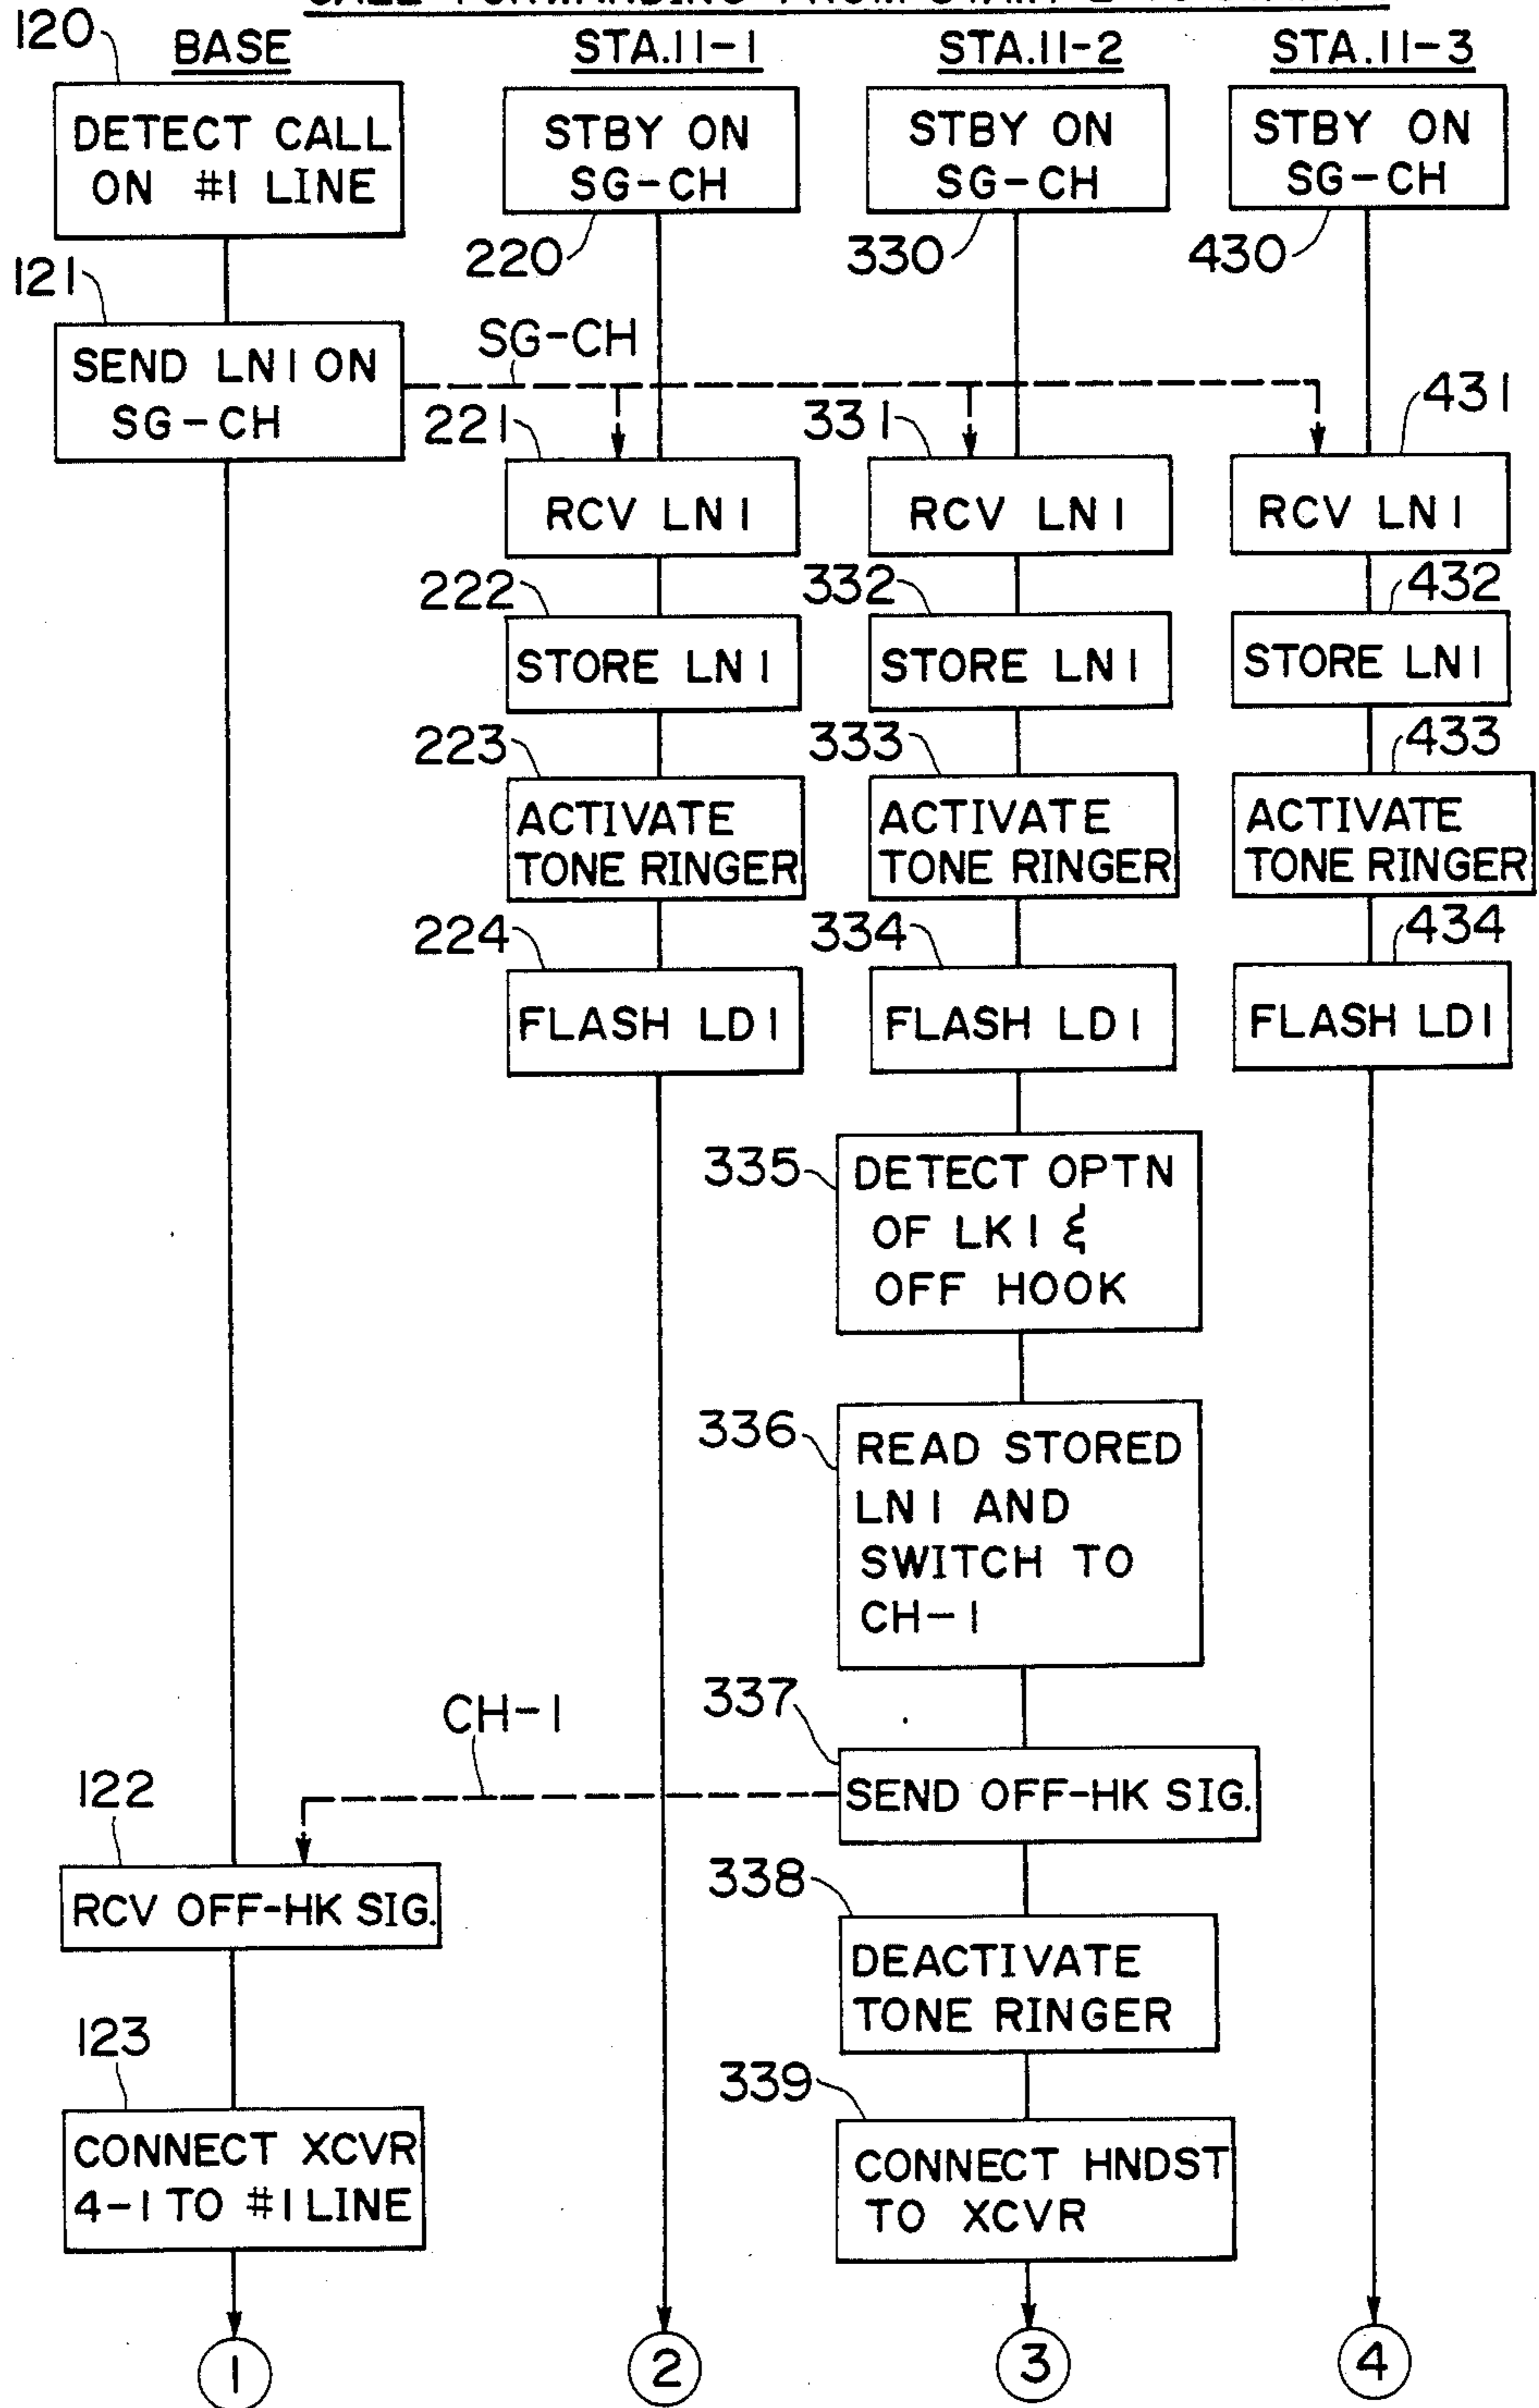 CALL FORWARDING FROM
120
BASE
STA.11-1
STA.11-2
STA.11-3
DETECT CALL
ON #1 LINE
STBY ON
SG-CH
STBY ON
SG-CH
STBY ON
SG-CH
220
330
430
121
SEND LN1 ON
SG-CH
SG-CH
221
331
431
RCV LN1
RCV LN1
RCV LN1
222
332
432
STORE LN1
STORE LN1
STORE LN1
223
333
433
ACTIVATE
TONE RINGER
ACTIVATE
TONE RINGER
ACTIVATE
TONE RINGER
224
334
434
FLASH LD1
FLASH LD1
FLASH LD1
335
DETECT OPTN
OF LK1 &
OFF HOOK
336
READ STORED
LN1 AND
SWITCH TO
CH-1
337
CH-1
SEND OFF-HK SIG.
122
RCV OFF-HK SIG.
338
DEACTIVATE
TONE RINGER
123
339
CONNECT XCVR
4-1 TO #1 LINE
CONNECT HNDST
TO XCVR
1
2
3
4